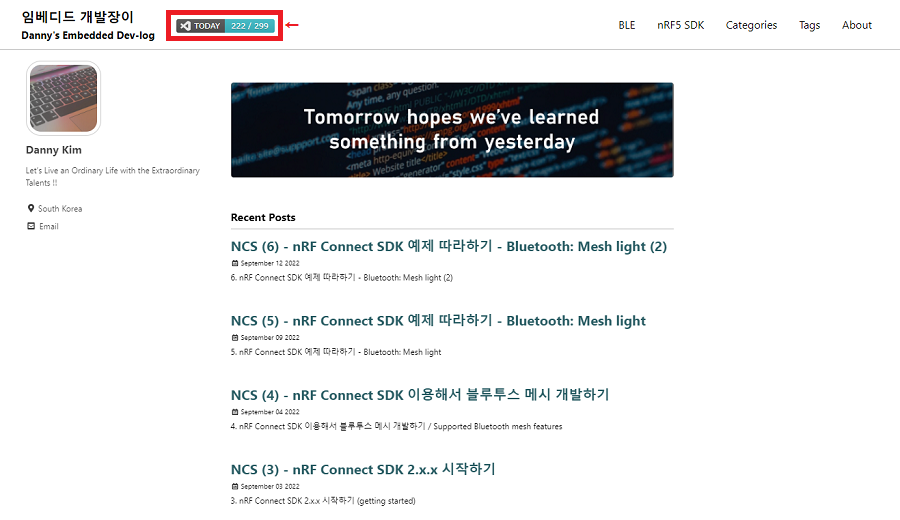 임베디드 개발장이
Danny's Embedded Dev-log
TODAY 222 / 299
BLE nRF5 SDK Categories Tags About
Danny Kim
Let's Live an Ordinary Life with the Extraordinary
Talents !!
South Korea
Email
<span class=
Any time, any question.
Tomorrow hopes we've learned
something from yesterday
Recent Posts
NCS (6) - nRF Connect SDK 예제 따라하기 - Bluetooth: Mesh light (2)
September 12 2022
6. nRF Connect SDK 예제 따라하기 - Bluetooth: Mesh light (2)
NCS (5) - nRF Connect SDK 예제 따라하기 - Bluetooth: Mesh light
September 09 2022
5. nRF Connect SDK 예제 따라하기 - Bluetooth: Mesh light
NCS (4) - nRF Connect SDK 이용해서 블루투스 메시 개발하기
September 04 2022
4. nRF Connect SDK 이용해서 블루투스 메시 개발하기 / Supported Bluetooth mesh features
NCS (3) - nRF Connect SDK 2.x.x 시작하기
September 03 2022
3. nRF Connect SDK 2.x.x 시작하기 (getting started)